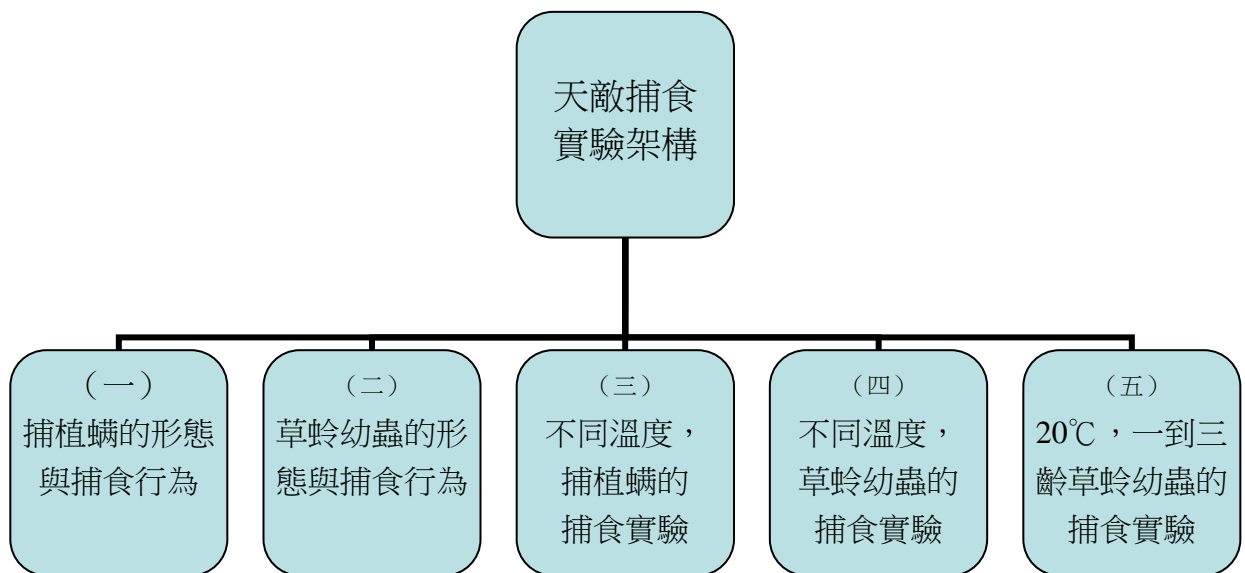 天敵捕食
實驗架構
（一）
捕植螨的形態
與捕食行為
（二）
草蛉幼蟲的形
態與捕食行為
（三）
不同溫度，
捕植螨的
捕食實驗
（四）
不同溫度，
草蛉幼蟲的
捕食實驗
（五）
20℃，一到三
齡草蛉幼蟲的
捕食實驗